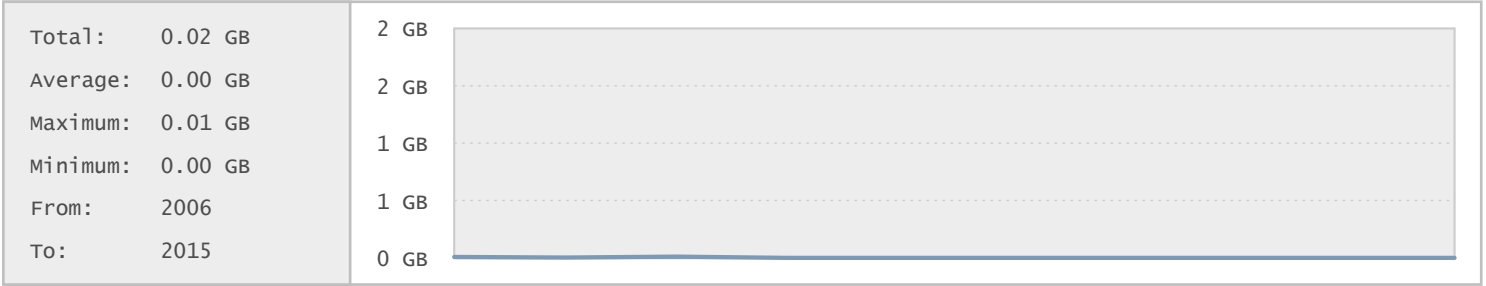 Total: 0.02 GB
Average: 0.00 GB
Maximum: 0.01 GB
Minimum: 0.00 GB
From: 2006
To: 2015
2 GB
2 GB
1 GB
1 GB
0 GB